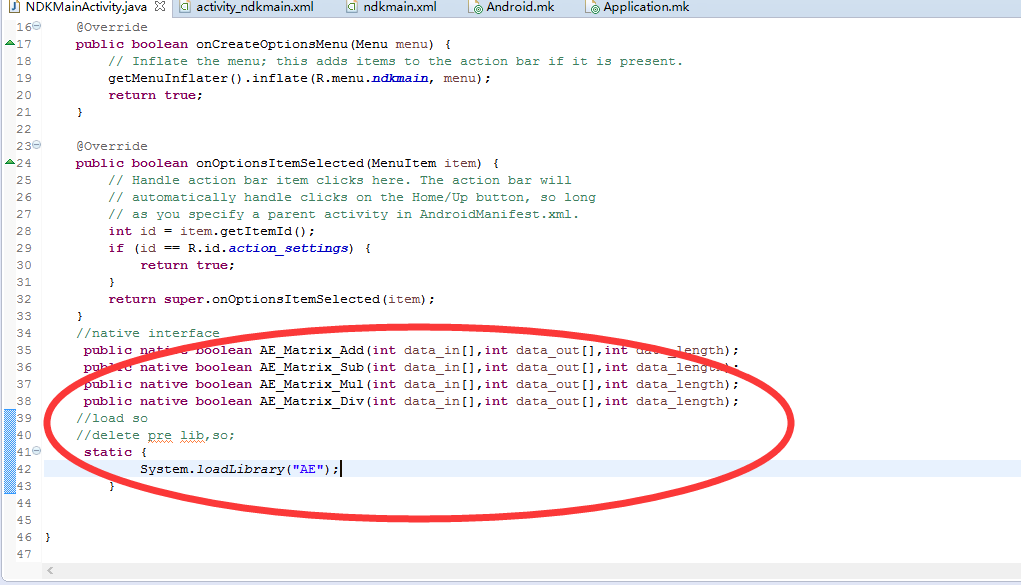 NDKMainActivity.java activity_ndkmain.xml ndkmain.xml Android.mk Application.mk
16 @Override
17 public boolean onCreateOptionsMenu(Menu menu) {
18 // Inflate the menu; this adds items to the action bar if it is present.
19 getMenuInflater().inflate(R.menu.ndkmain, menu);
20 return true;
21 }
22
23 @Override
24 public boolean onOptionsItemSelected(MenuItem item) {
25 // Handle action bar item clicks here. The action bar will
26 // automatically handle clicks on the Home/Up button, so long
27 // as you specify a parent activity in AndroidManifest.xml.
28 int id = item.getItemId();
29 if (id == R.id.action_settings) {
30 return true;
31 }
32 return super.onOptionsItemSelected(item);
33 }
34 //native interface
35 public native boolean AE_Matrix_Add(int data_in[],int data_out[],int data_length);
36 public native boolean AE_Matrix_Sub(int data_in[],int data_out[],int data_length);
37 public native boolean AE_Matrix_Mul(int data_in[],int data_out[],int data_length);
38 public native boolean AE_Matrix_Div(int data_in[],int data_out[],int data_length);
39 //load so
40 //delete pre lib,so;
41 static {
42 System.loadLibrary("AE");
43 }
44
45
46 }
47